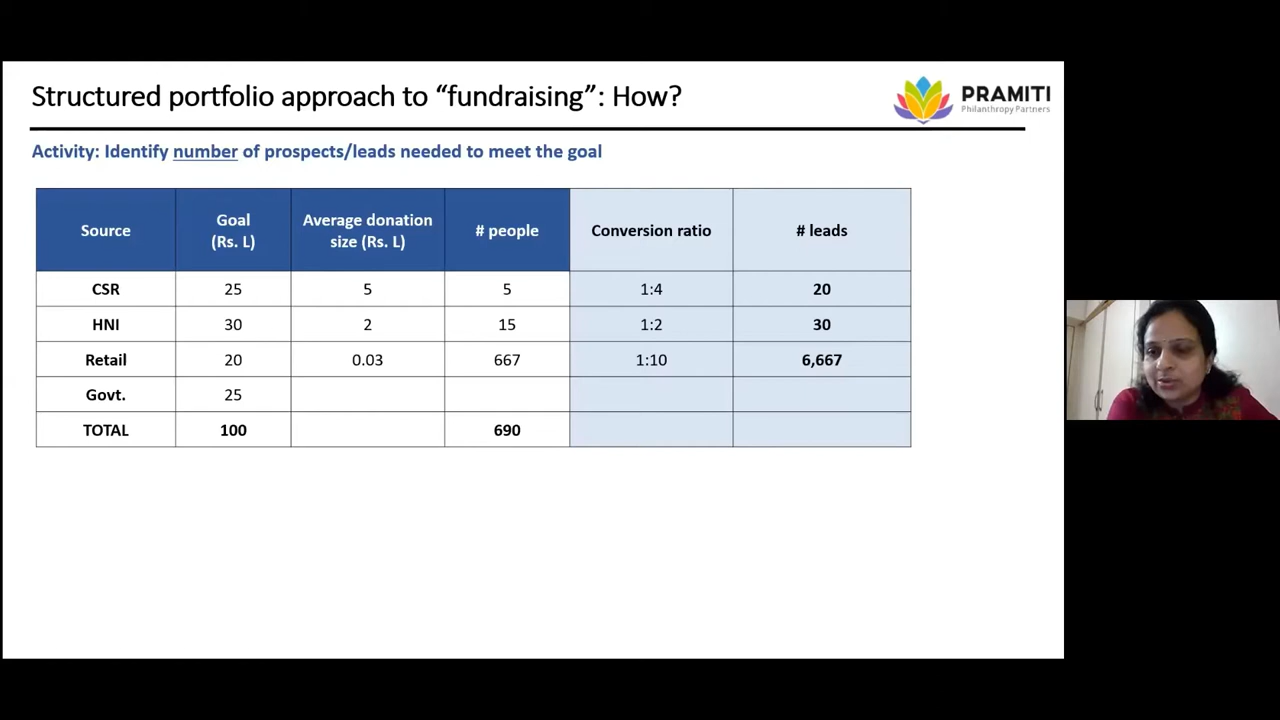 Structured portfolio approach to “fundraising”: How?
PRAMITI
Philanthropy Partners
Activity: Identify number of prospects/leads needed to meet the goal
Source Goal (Rs. L) Average donation size (Rs. L) # people Conversion ratio # leads
CSR 25 5 5 1:4 20
HNI 30 2 15 1:2 30
Retail 20 0.03 667 1:10 6,667
Govt. 25
TOTAL 100 690